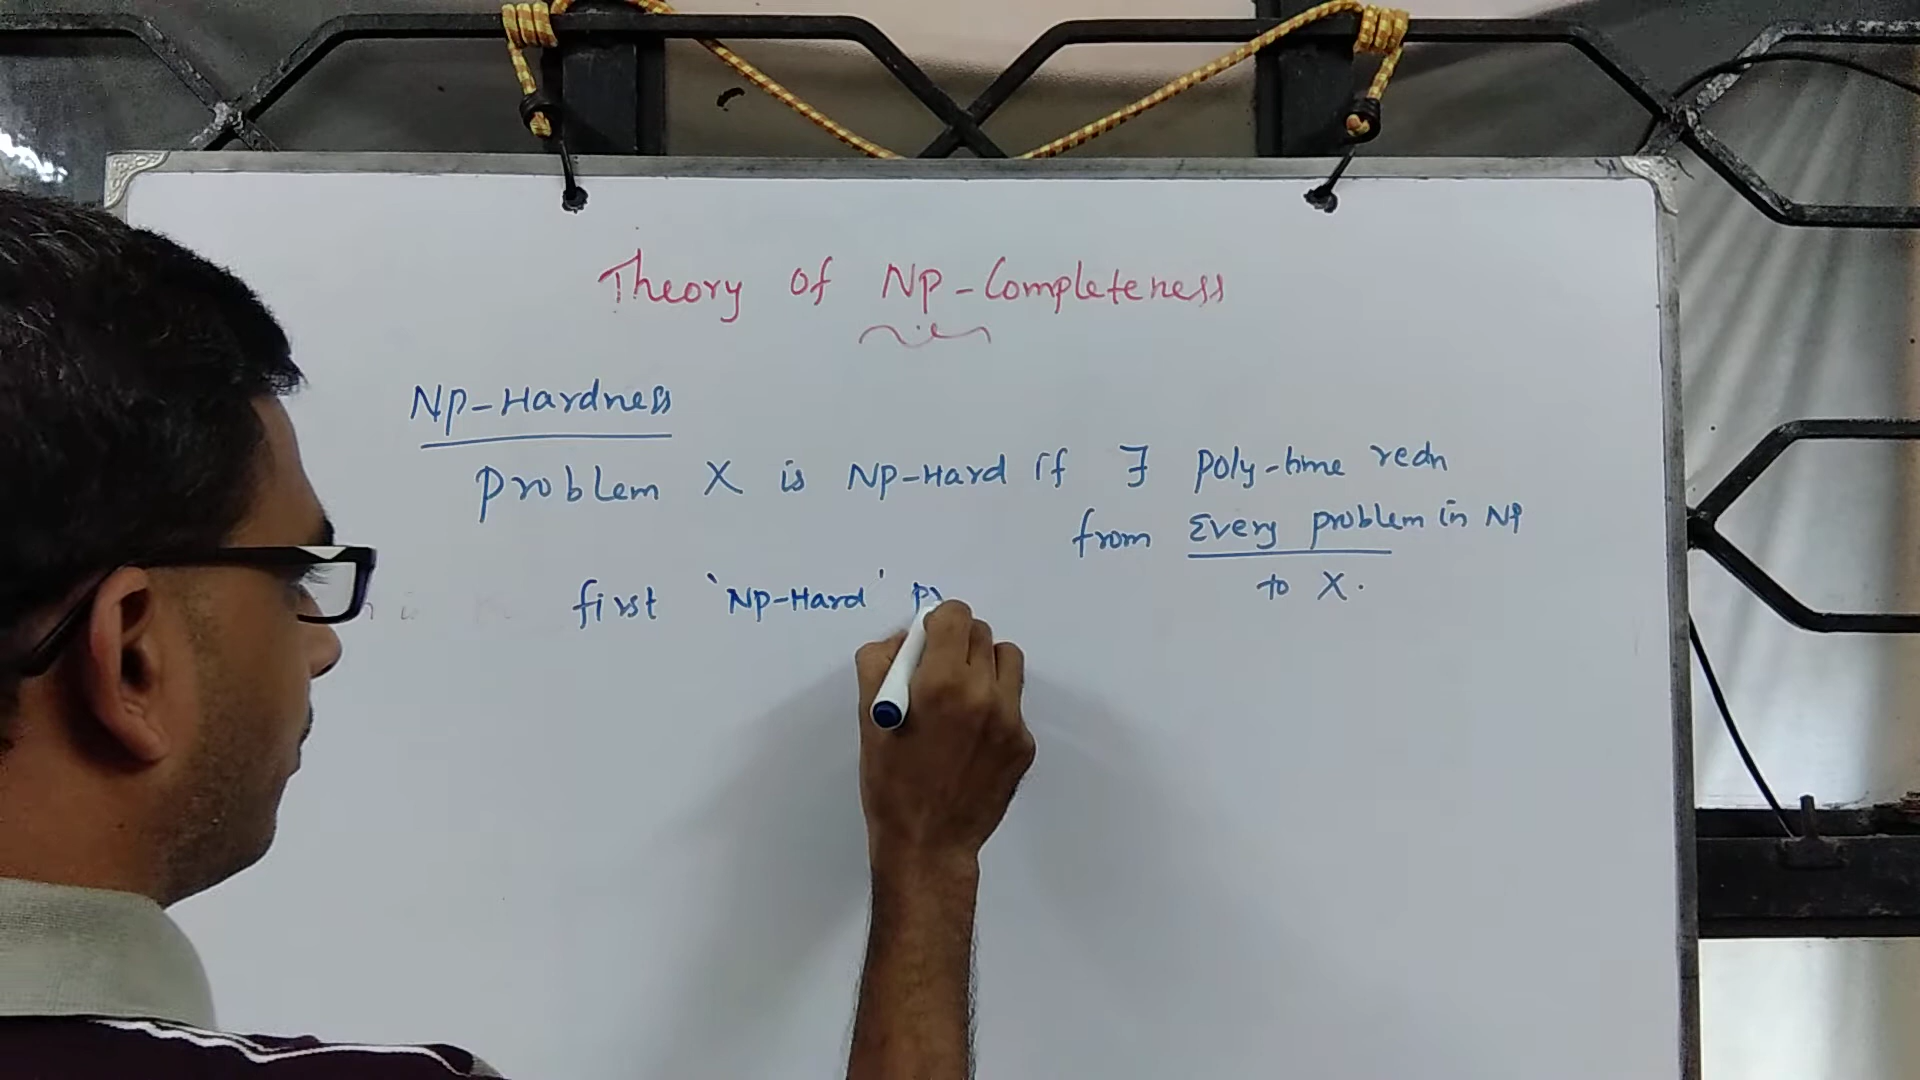 Theory of NP-Completeness
NP-Hardness
Problem X is NP-Hard if ∃ Poly-time redn
from Every problem in NP
to X.
first 'NP-Hard' Pr